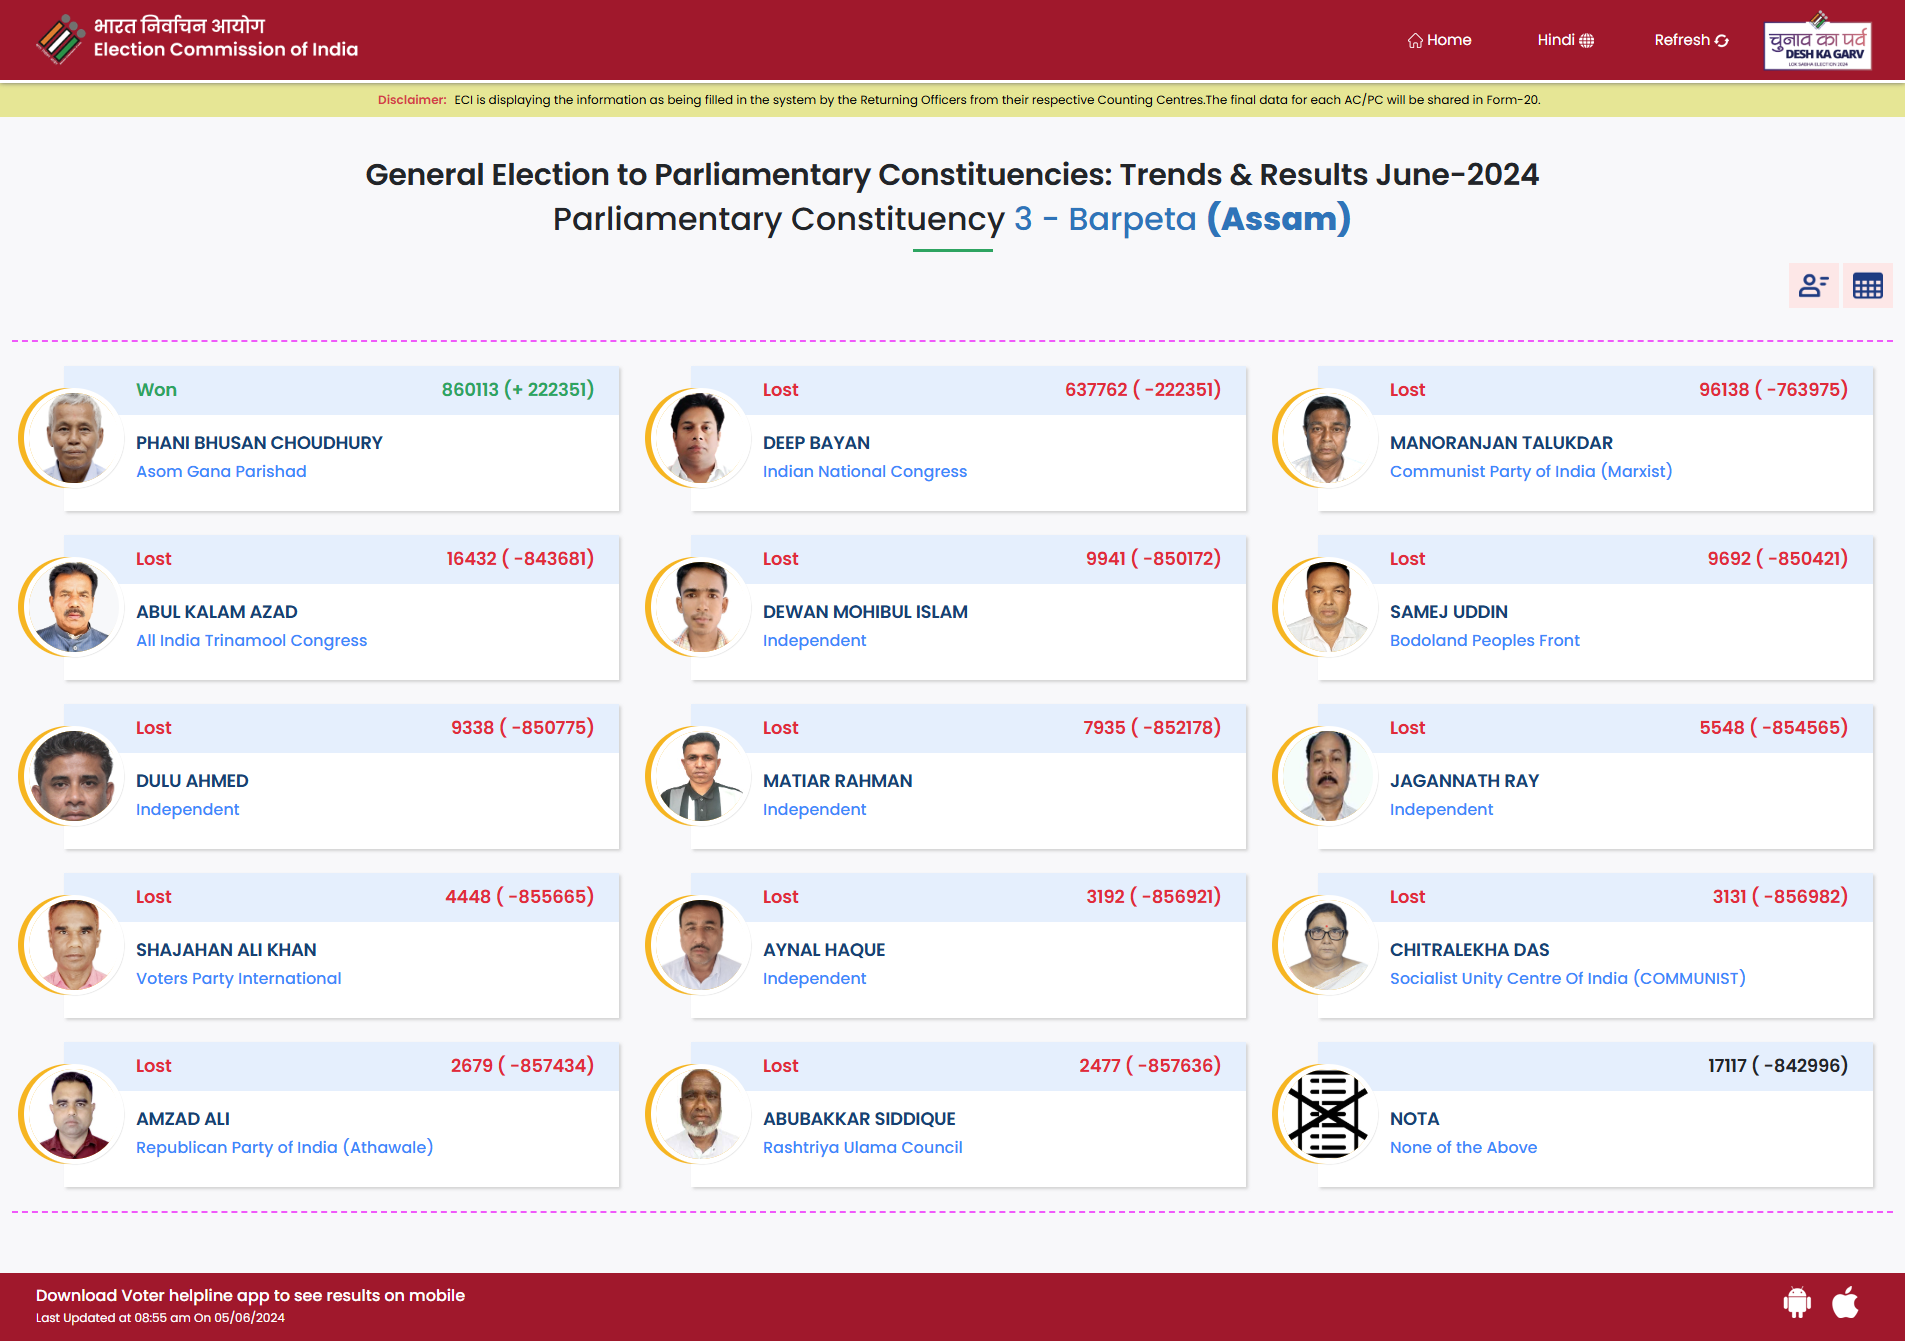 भारत निर्वाचन आयोग
Election Commission of India
Home
Hindi
Refresh
चुनाव का पर्व
DESH KA GARV
LOK SABHA ELECTION 2024
Disclaimer: ECI is displaying the information as being filled in the system by the Returning Officers from their respective Counting Centres.The final data for each AC/PC will be shared in Form-20.
General Election to Parliamentary Constituencies: Trends & Results June-2024
Parliamentary Constituency 3 - Barpeta (Assam)
Won 860113 (+ 222351)
PHANI BHUSAN CHOUDHURY
Asom Gana Parishad
Lost 637762 ( -222351)
DEEP BAYAN
Indian National Congress
Lost 96138 ( -763975)
MANORANJAN TALUKDAR
Communist Party of India (Marxist)
Lost 16432 ( -843681)
ABUL KALAM AZAD
All India Trinamool Congress
Lost 9941 ( -850172)
DEWAN MOHIBUL ISLAM
Independent
Lost 9692 ( -850421)
SAMEJ UDDIN
Bodoland Peoples Front
Lost 9338 ( -850775)
DULU AHMED
Independent
Lost 7935 ( -852178)
MATIAR RAHMAN
Independent
Lost 5548 ( -854565)
JAGANNATH RAY
Independent
Lost 4448 ( -855665)
SHAJAHAN ALI KHAN
Voters Party International
Lost 3192 ( -856921)
AYNAL HAQUE
Independent
Lost 3131 ( -856982)
CHITRALEKHA DAS
Socialist Unity Centre Of India (COMMUNIST)
Lost 2679 ( -857434)
AMZAD ALI
Republican Party of India (Athawale)
Lost 2477 ( -857636)
ABUBAKKAR SIDDIQUE
Rashtriya Ulama Council
17117 ( -842996)
NOTA
None of the Above
Download Voter helpline app to see results on mobile
Last Updated at 08:55 am On 05/06/2024